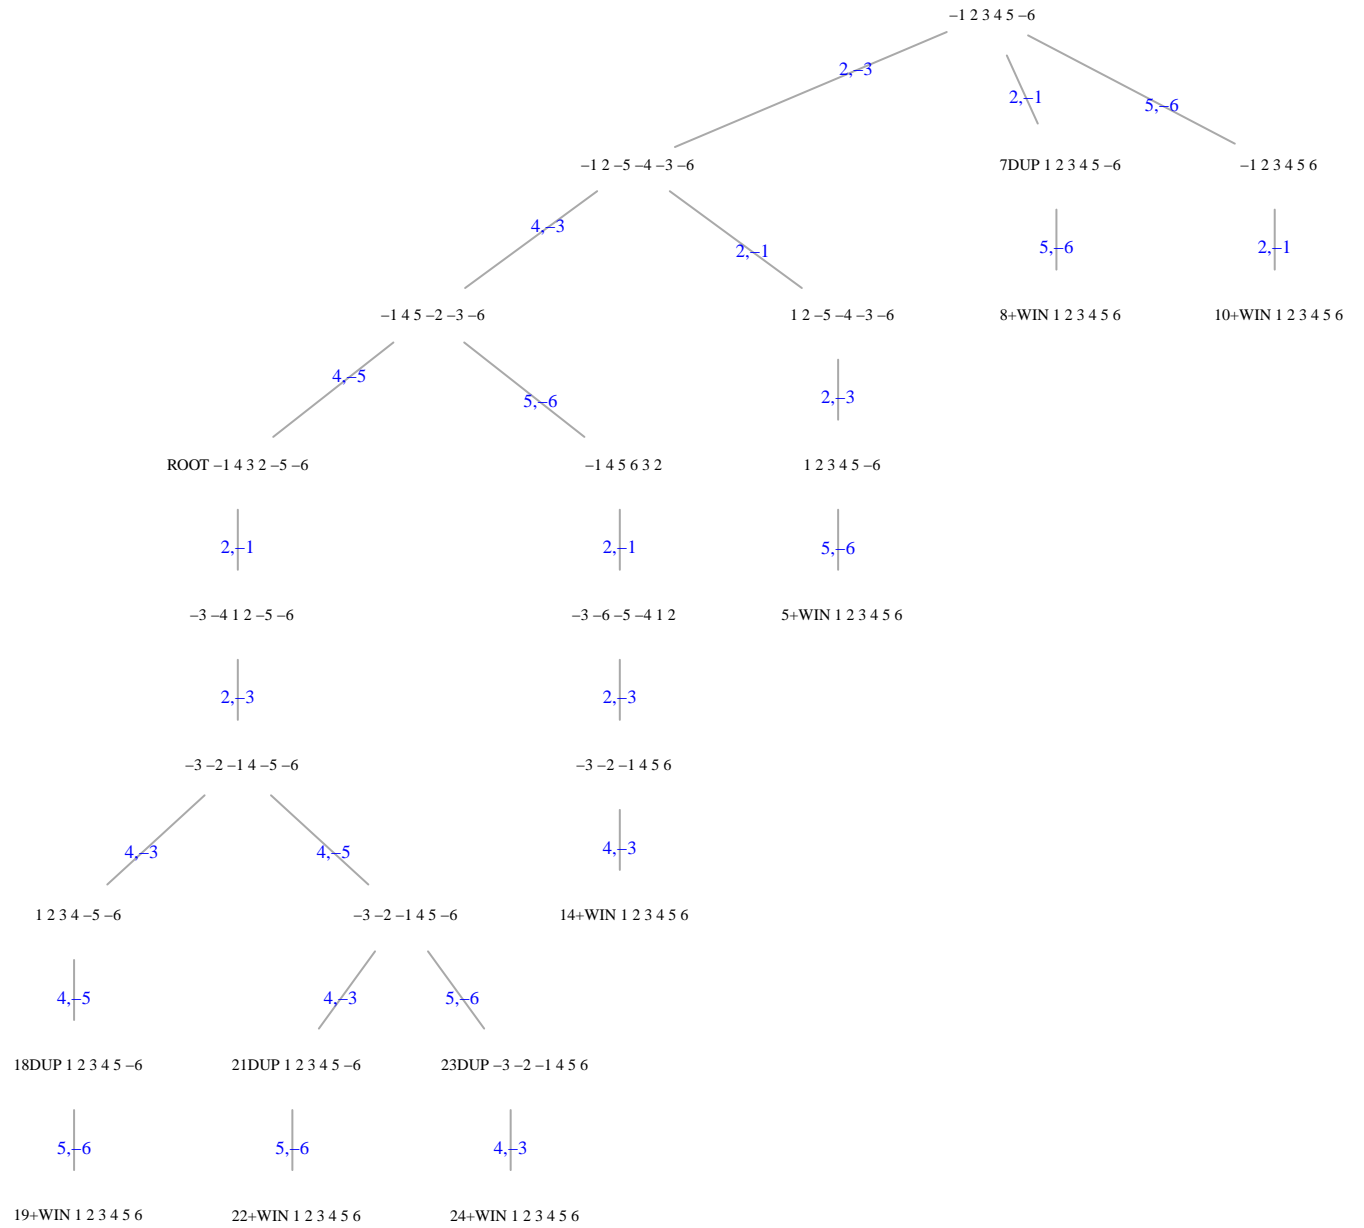 −1 2 3 4 5 −6
2,−3
2,−1
5,−6
−1 2 −5 −4 −3 −6
7DUP 1 2 3 4 5 −6
−1 2 3 4 5 6
4,−3
2,−1
5,−6
2,−1
−1 4 5 −2 −3 −6
1 2 −5 −4 −3 −6
8+WIN 1 2 3 4 5 6
10+WIN 1 2 3 4 5 6
4,−5
5,−6
2,−3
ROOT −1 4 3 2 −5 −6
−1 4 5 6 3 2
1 2 3 4 5 −6
2,−1
2,−1
5,−6
−3 −4 1 2 −5 −6
−3 −6 −5 −4 1 2
5+WIN 1 2 3 4 5 6
2,−3
2,−3
−3 −2 −1 4 −5 −6
−3 −2 −1 4 5 6
4,−3
4,−5
4,−3
1 2 3 4 −5 −6
−3 −2 −1 4 5 −6
14+WIN 1 2 3 4 5 6
4,−5
4,−3
5,−6
18DUP 1 2 3 4 5 −6
21DUP 1 2 3 4 5 −6
23DUP −3 −2 −1 4 5 6
5,−6
5,−6
4,−3
19+WIN 1 2 3 4 5 6
22+WIN 1 2 3 4 5 6
24+WIN 1 2 3 4 5 6